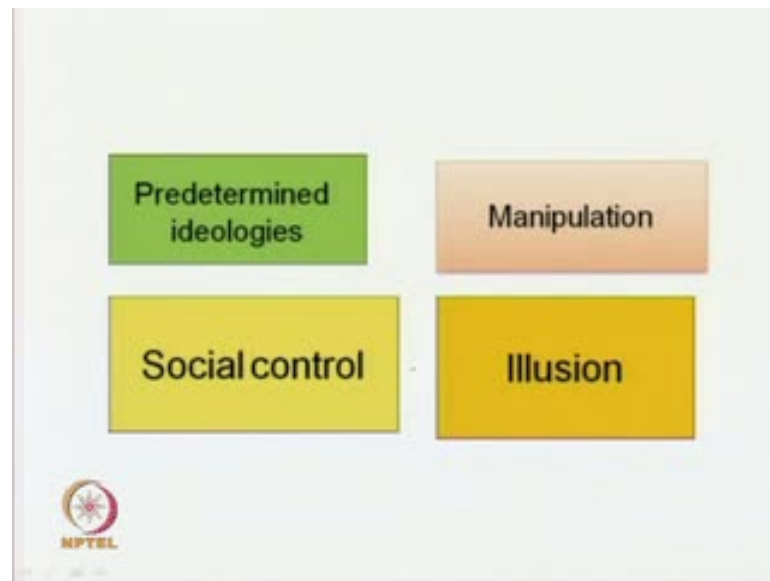 Predetermined
ideologies
Manipulation
Social control
Illusion
NPTEL